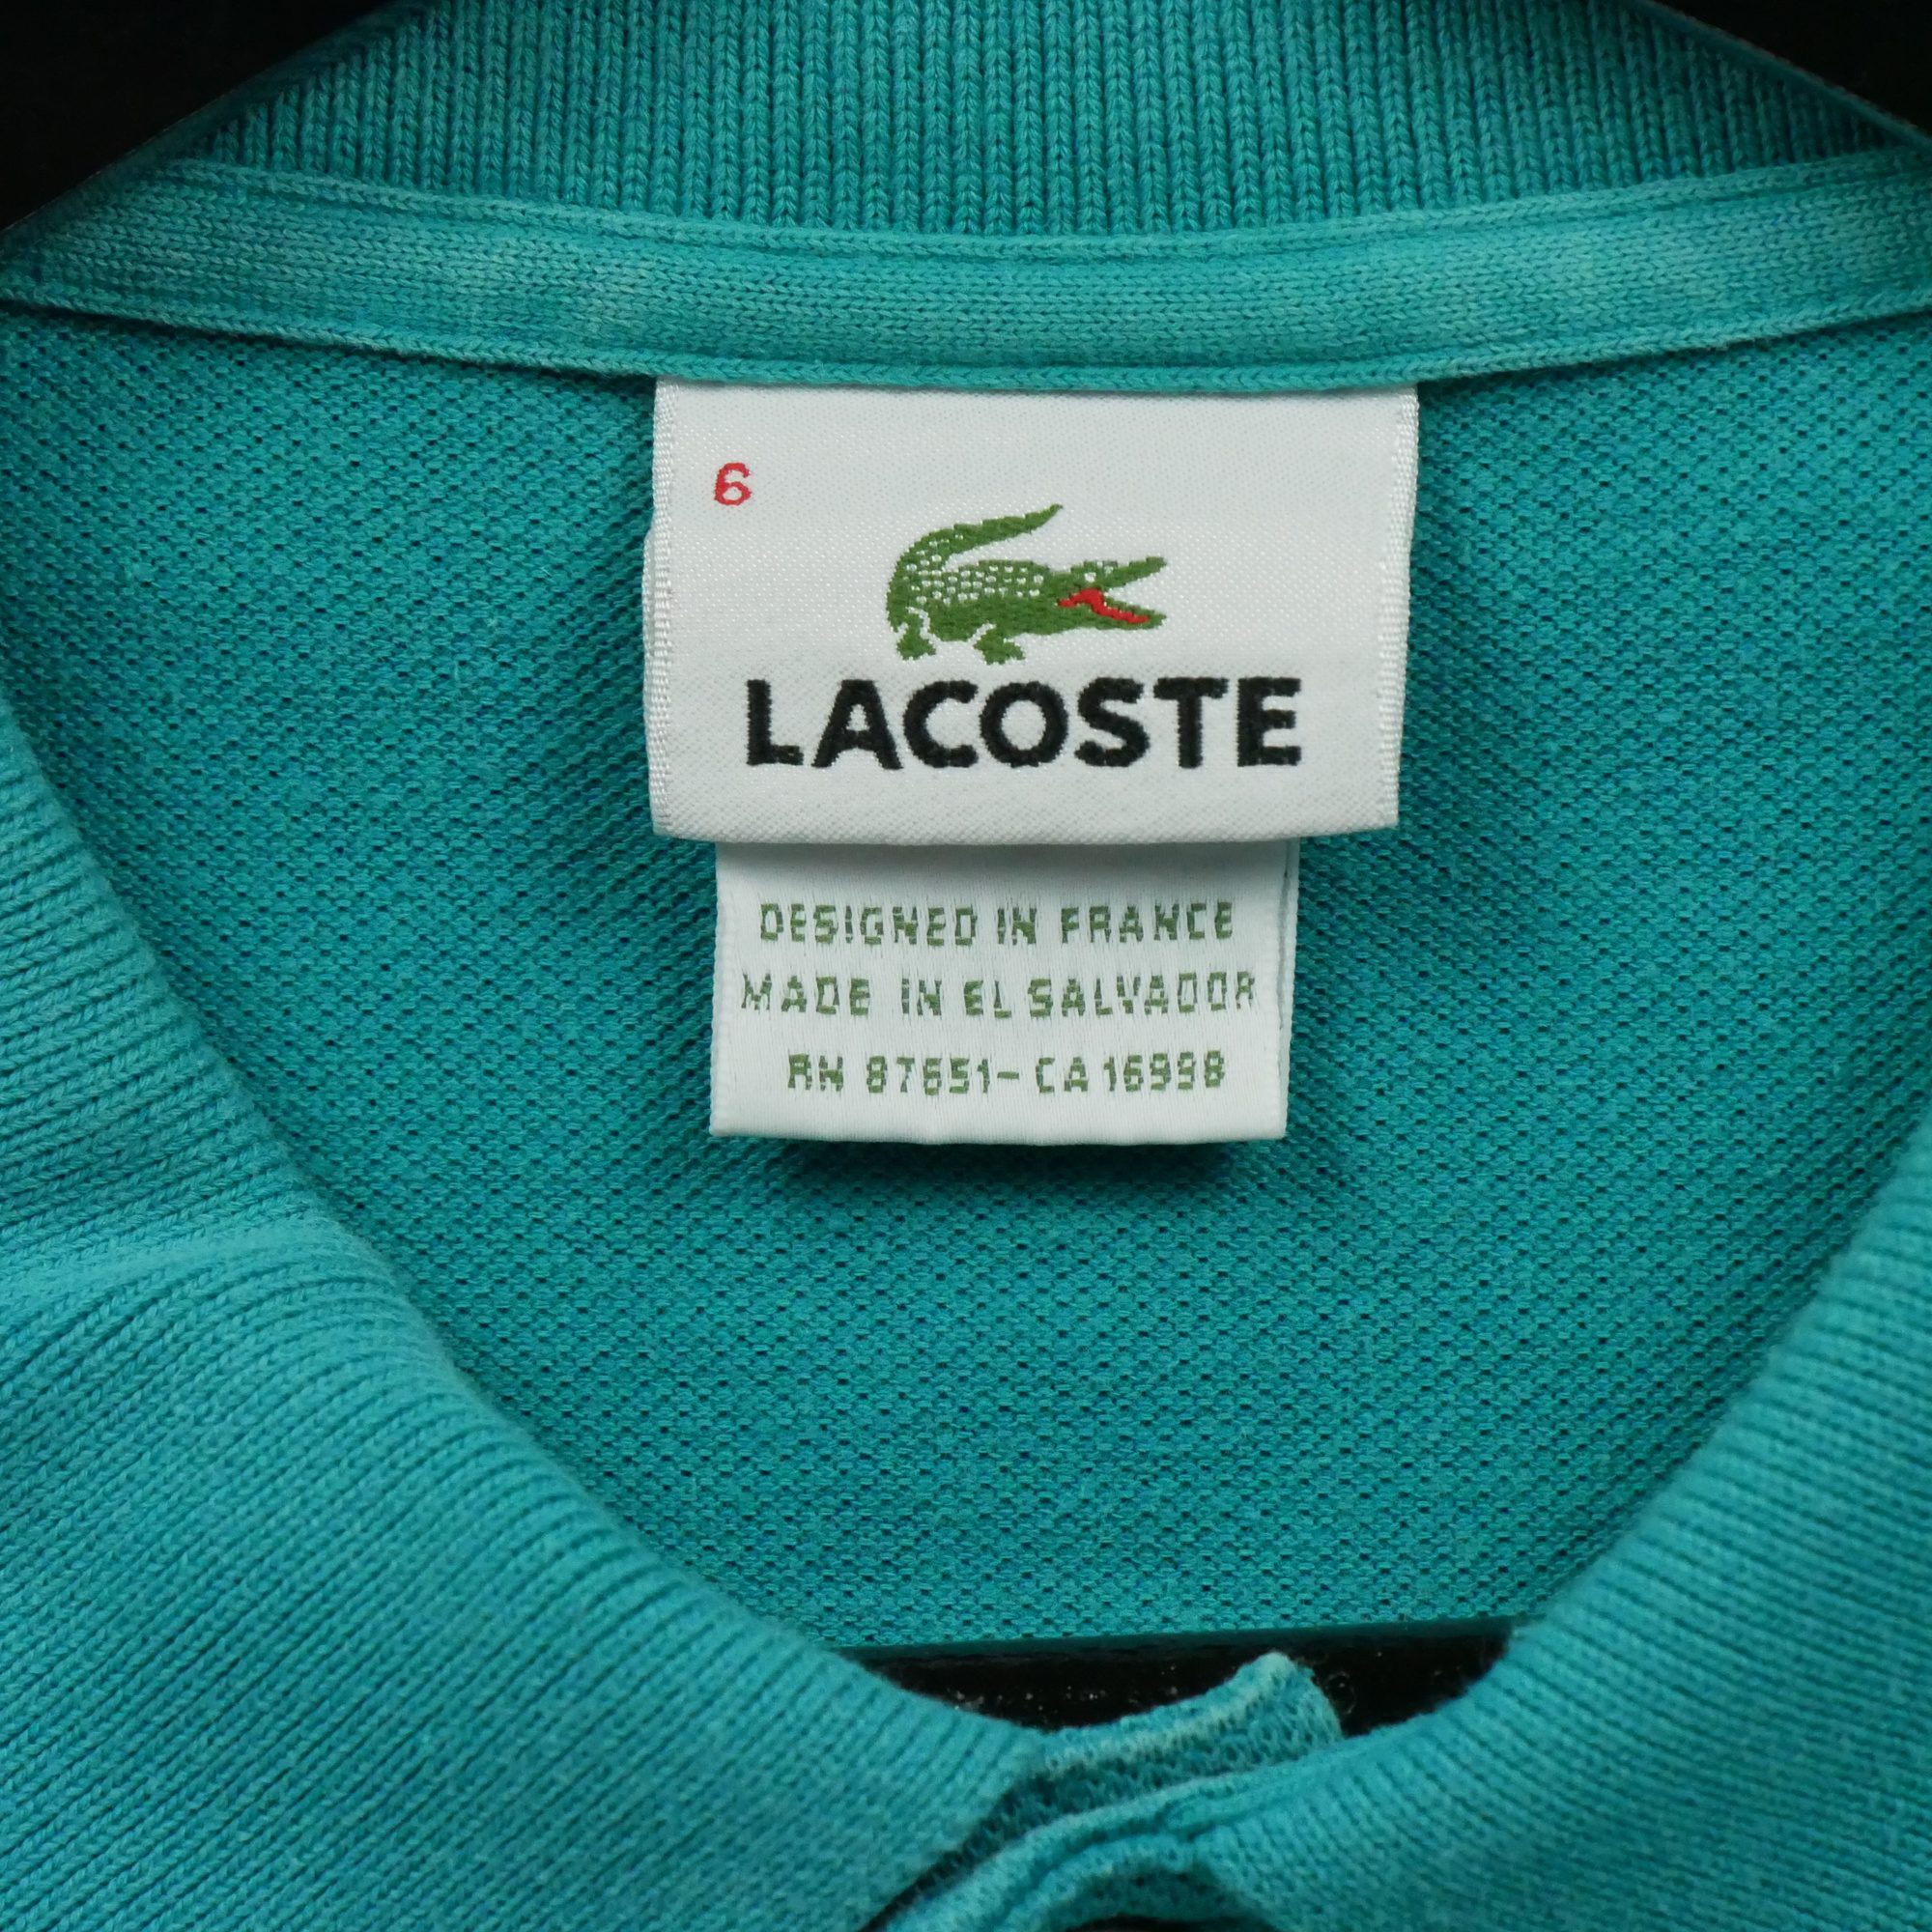 6
LACOSTE
DESIGNED IN FRANCE
MADE IN EL SALVADOR
RN 87651-CA 16998